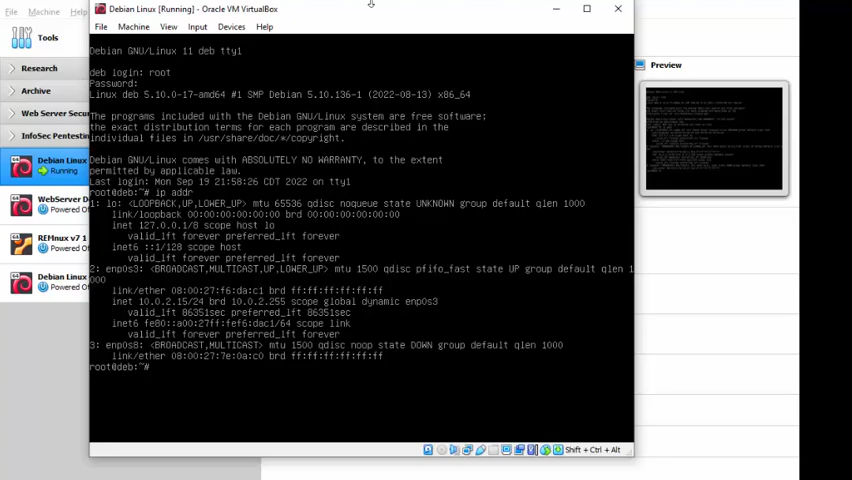 Debian Linux [Running] - Oracle VM VirtualBox
File Machine View Input Devices Help
File Machine View Help
Tools
Research
Archive
Web Server Secu
InfoSec Pentestin
Debian Linux
Running
WebServer D
Powered Of
REMnux v7 1
Powered Of
Debian Linux
Powered Of
Preview
Debian GNU/Linux 11 deb tty1
deb login: root
Password:
Linux deb 5.10.0-17-amd64 #1 SMP Debian 5.10.136-1 (2022-08-13) x86_64
The programs included with the Debian GNU/Linux system are free software;
the exact distribution terms for each program are described in the
individual files in /usr/share/doc/*/copyright.
Debian GNU/Linux comes with ABSOLUTELY NO WARRANTY, to the extent
permitted by applicable law.
Last login: Mon Sep 19 21:58:26 CDT 2022 on tty1
root@deb:~# ip addr
1: lo: <LOOPBACK,UP,LOWER_UP> mtu 65536 qdisc noqueue state UNKNOWN group default qlen 1000
link/loopback 00:00:00:00:00:00 brd 00:00:00:00:00:00
inet 127.0.0.1/8 scope host lo
valid_lft forever preferred_lft forever
inet6 ::1/128 scope host
valid_lft forever preferred_lft forever
2: enp0s3: <BROADCAST,MULTICAST,UP,LOWER_UP> mtu 1500 qdisc pfifo_fast state UP group default qlen 1
000
link/ether 08:00:27:f6:da:c1 brd ff:ff:ff:ff:ff:ff
inet 10.0.2.15/24 brd 10.0.2.255 scope global dynamic enp0s3
valid_lft 86351sec preferred_lft 86351sec
inet6 fe80::a00:27ff:fef6:dac1/64 scope link
valid_lft forever preferred_lft forever
3: enp0s8: <BROADCAST,MULTICAST> mtu 1500 qdisc noop state DOWN group default qlen 1000
link/ether 08:00:27:7e:0a:c0 brd ff:ff:ff:ff:ff:ff
root@deb:~#
Shift + Ctrl + Alt